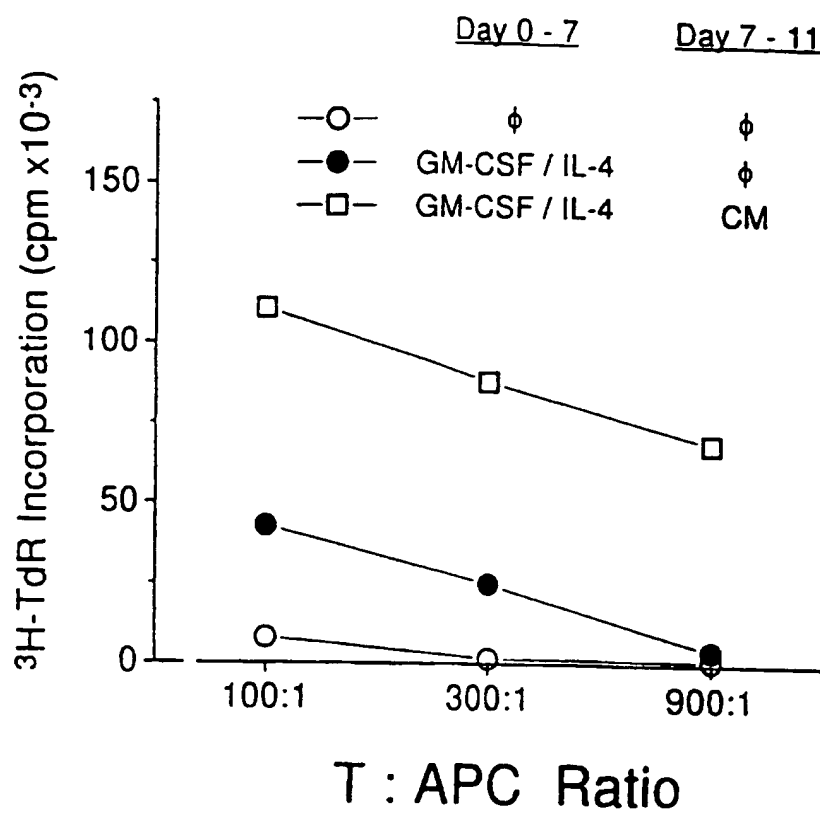 Day 0 - 7 Day 7 - 11
ϕ ϕ
GM-CSF / IL-4 ϕ
GM-CSF / IL-4 CM
³H-TdR Incorporation (cpm x10⁻³)
150
100
50
0
100:1 300:1 900:1
T : APC Ratio